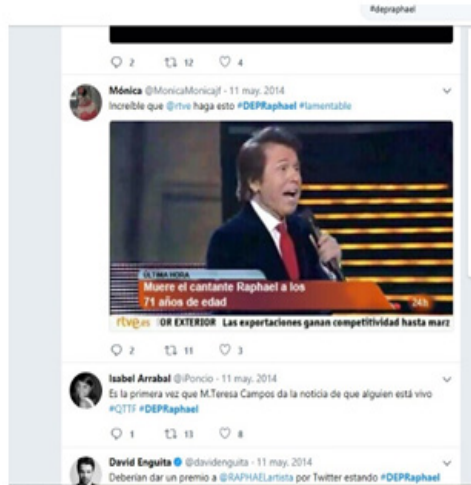 #depraphael
2 12 4
Mónica @MonicaMonicajf - 11 may. 2014
Increíble que @rtve haga esto #DEPRaphael #lamentable
ÚLTIMA HORA
Muere el cantante Raphael a los
71 años de edad
24h
rtve.es OR EXTERIOR Las exportaciones ganan competitividad hasta marz
2 11 3
Isabel Arrabal @iPoncio - 11 may. 2014
Es la primera vez que M.Teresa Campos da la noticia de que alguien está vivo
#QTTF #DEPRaphael
1 13 8
David Enguita @davidenguita - 11 may. 2014
Deberían dar un premio a @RAPHAELartista por Twitter estando #DEPRaphael